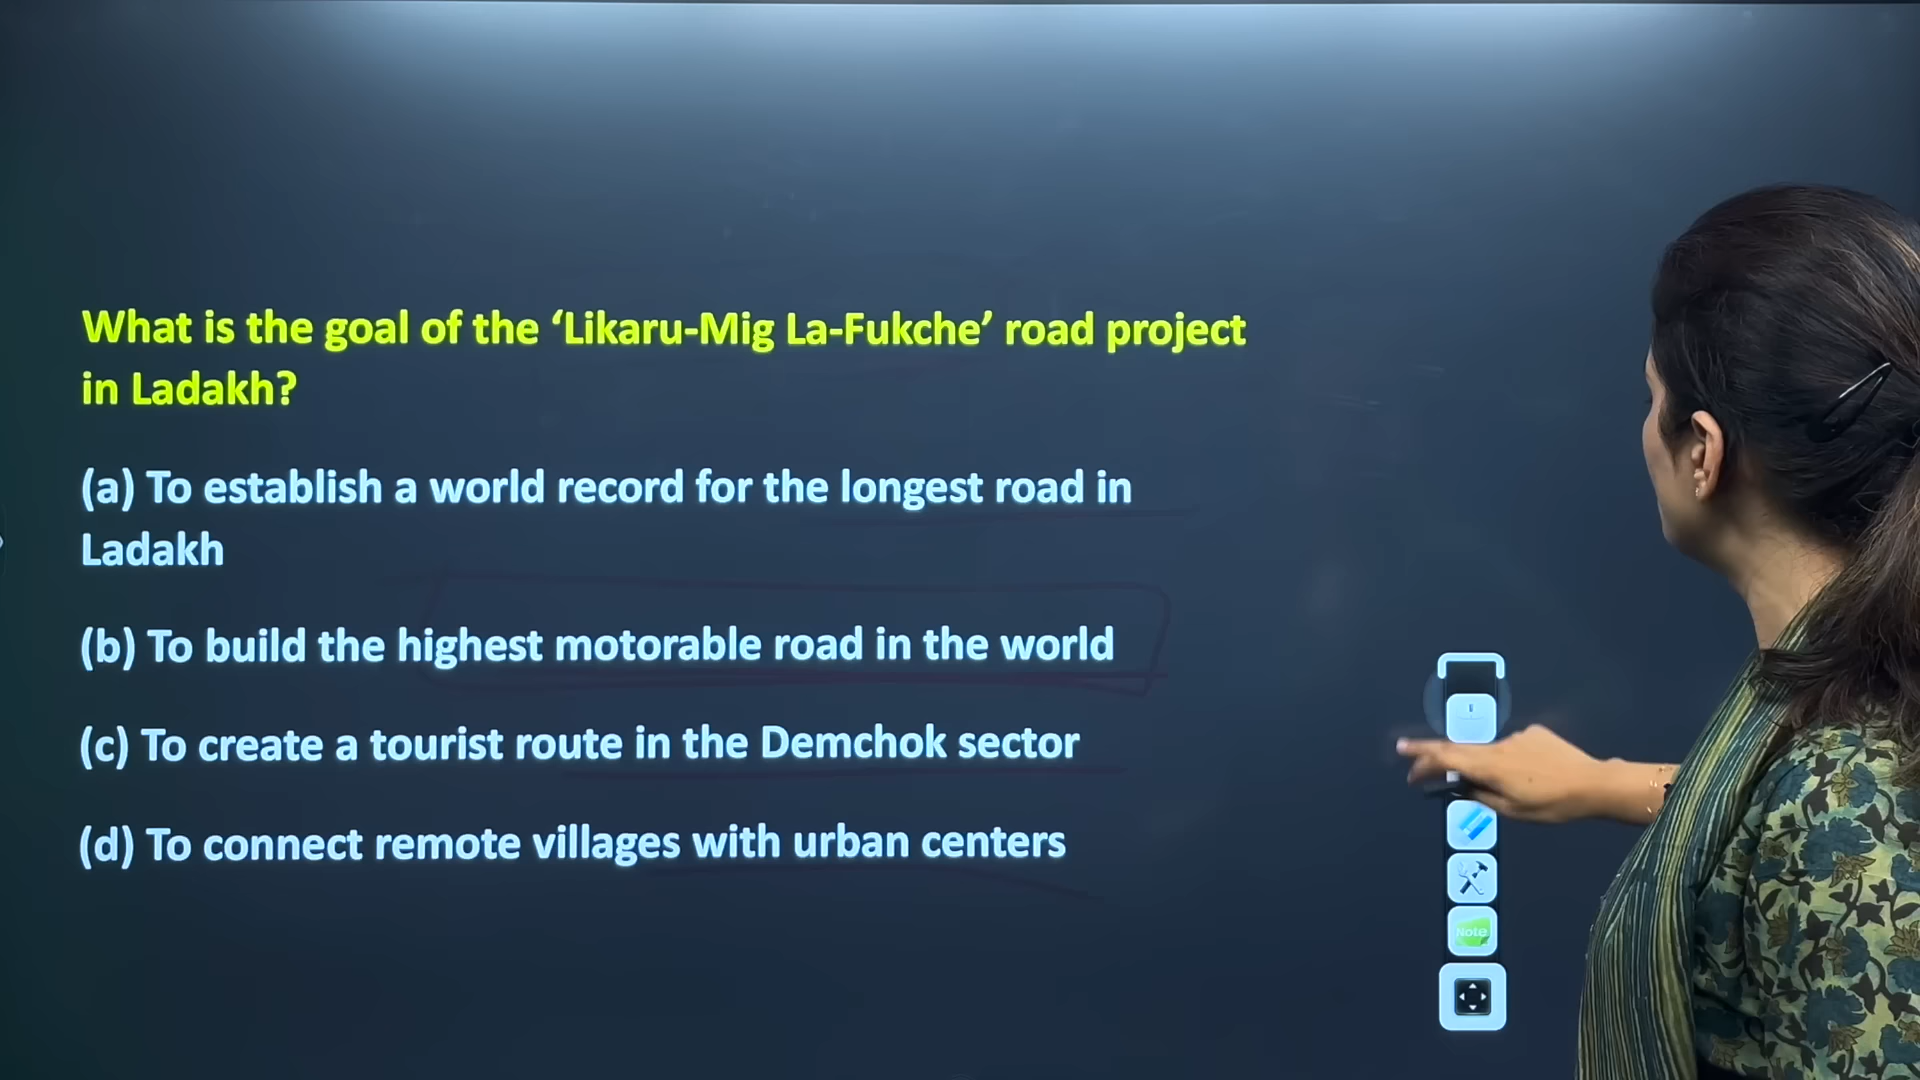 What is the goal of the ‘Likaru-Mig La-Fukche’ road project
in Ladakh?
(a) To establish a world record for the longest road in
Ladakh
(b) To build the highest motorable road in the world
(c) To create a tourist route in the Demchok sector
(d) To connect remote villages with urban centers
Note